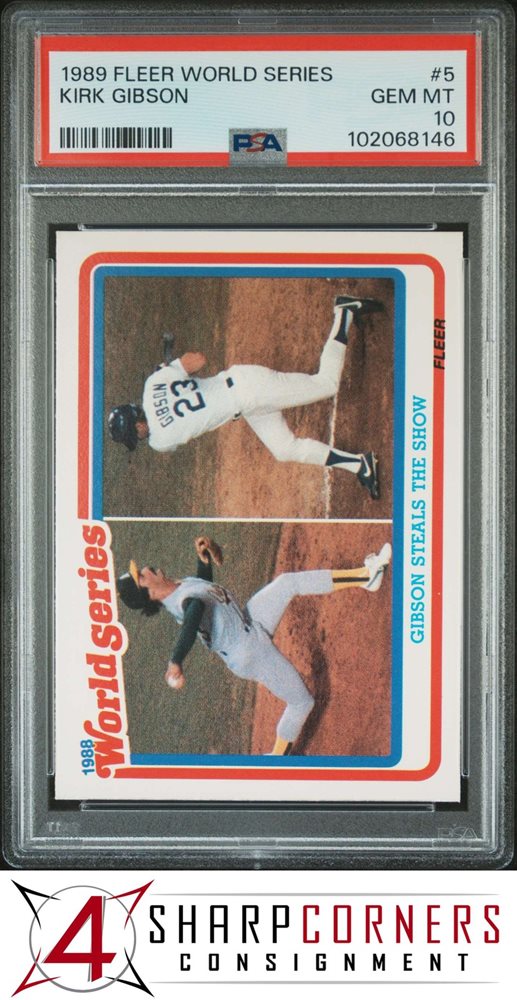 1989 FLEER WORLD SERIES #5
KIRK GIBSON GEM MT
10
PSA 102068146
1988
World Series
GIBSON
23
GIBSON STEALS THE SHOW
FLEER
PSA
4 SHARPCORNERS
CONSIGNMENT